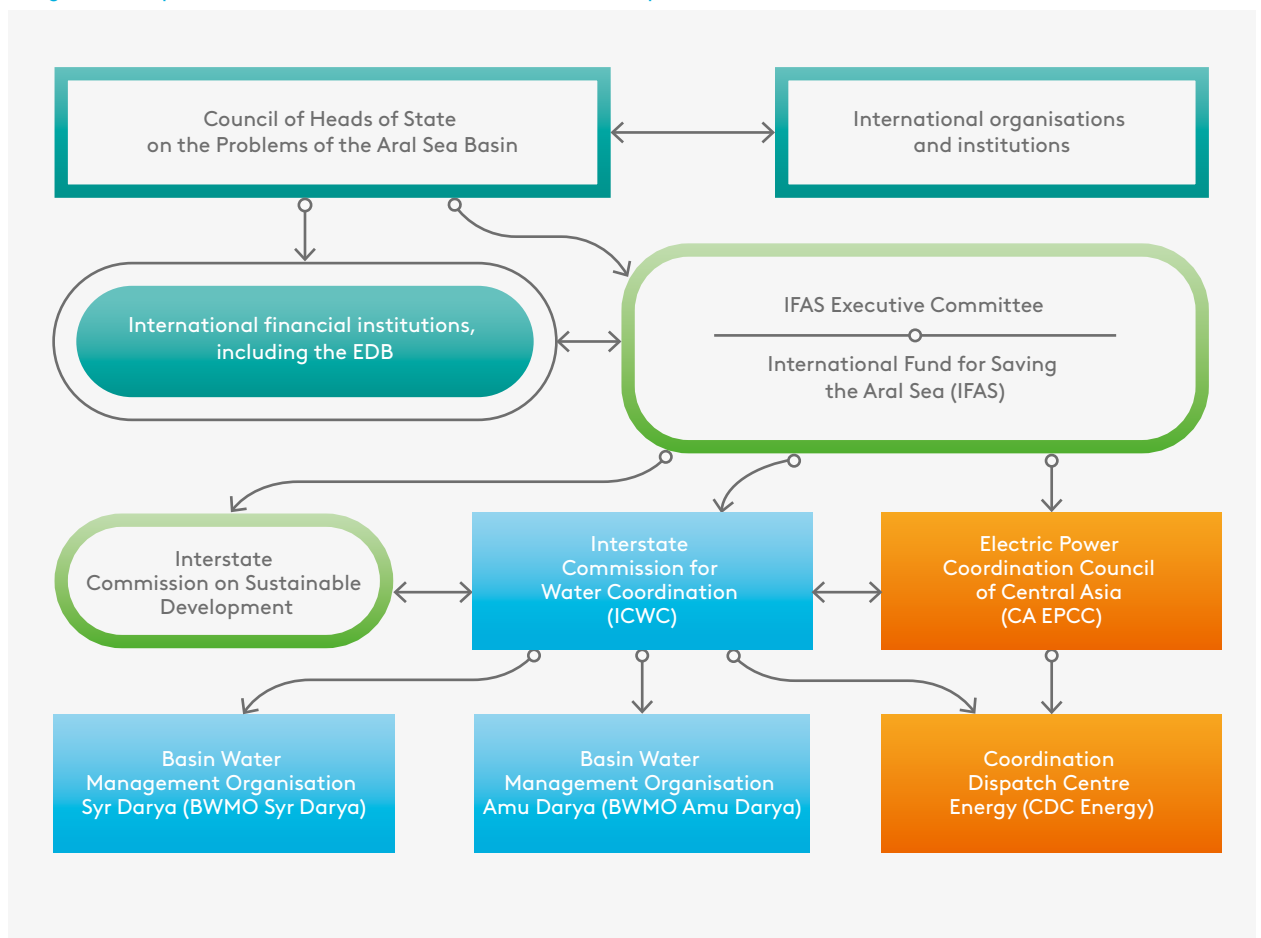 Council of Heads of State
on the Problems of the Aral Sea Basin
International organisations
and institutions
International financial institutions,
including the EDB
IFAS Executive Committee
International Fund for Saving
the Aral Sea (IFAS)
Interstate
Commission on Sustainable
Development
Interstate
Commission for
Water Coordination
(ICWC)
Electric Power
Coordination Council
of Central Asia
(CA EPCC)
Basin Water
Management Organisation
Syr Darya (BWMO Syr Darya)
Basin Water
Management Organisation
Amu Darya (BWMO Amu Darya)
Coordination
Dispatch Centre
Energy (CDC Energy)